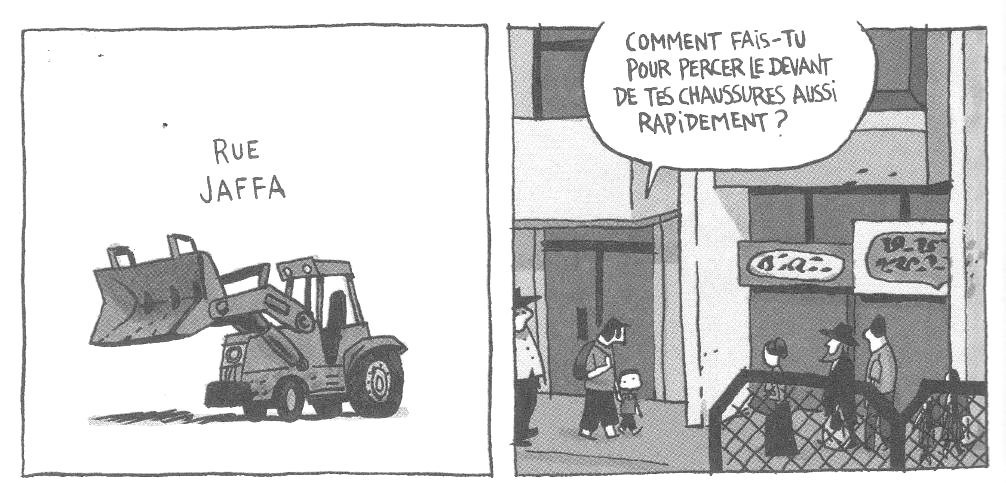 RUE
JAFFA
COMMENT FAIS-TU
POUR PERCER LE DEVANT
DE TES CHAUSSURES AUSSI
RAPIDEMENT ?